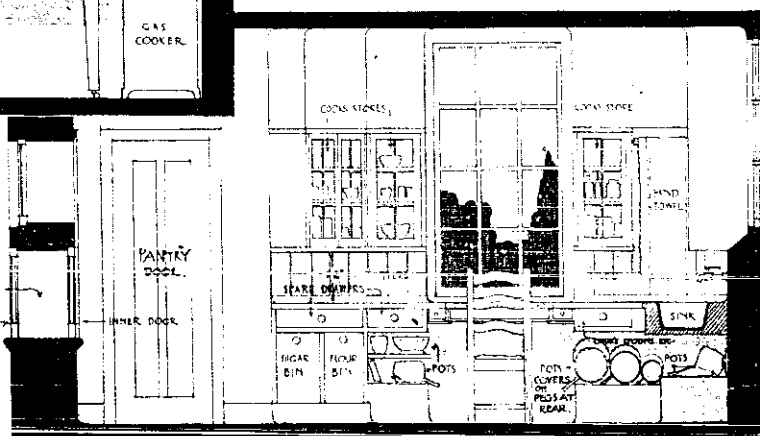 GAS
COOKER.
COOKS STORES
COOKS STORE
HAND
TOWEL
PANTRY
DOOR.
SPARE DRAWERS
INNER DOOR
SINK
SUGAR
BIN
FLOUR
BIN
POTS
POTS
COVERS
ON
PEGS AT
REAR.
POTS